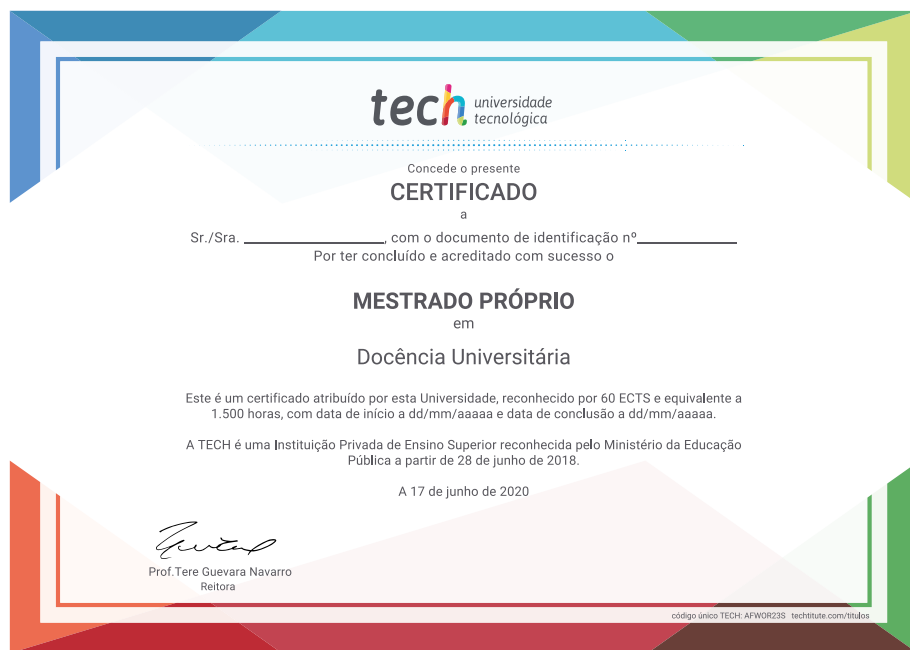 tech universidade
tecnológica
Concede o presente
CERTIFICADO
a
Sr./Sra. ____________, com o documento de identificação nº____________
Por ter concluído e acreditado com sucesso o
MESTRADO PRÓPRIO
em
Docência Universitária
Este é um certificado atribuído por esta Universidade, reconhecido por 60 ECTS e equivalente a
1.500 horas, com data de início a dd/mm/aaaaa e data de conclusão a dd/mm/aaaaa.
A TECH é uma Instituição Privada de Ensino Superior reconhecida pelo Ministério da Educação
Pública a partir de 28 de junho de 2018.
A 17 de junho de 2020
Prof.Tere Guevara Navarro
Reitora
código único TECH: AFWOR23S techtitute.com/titulos